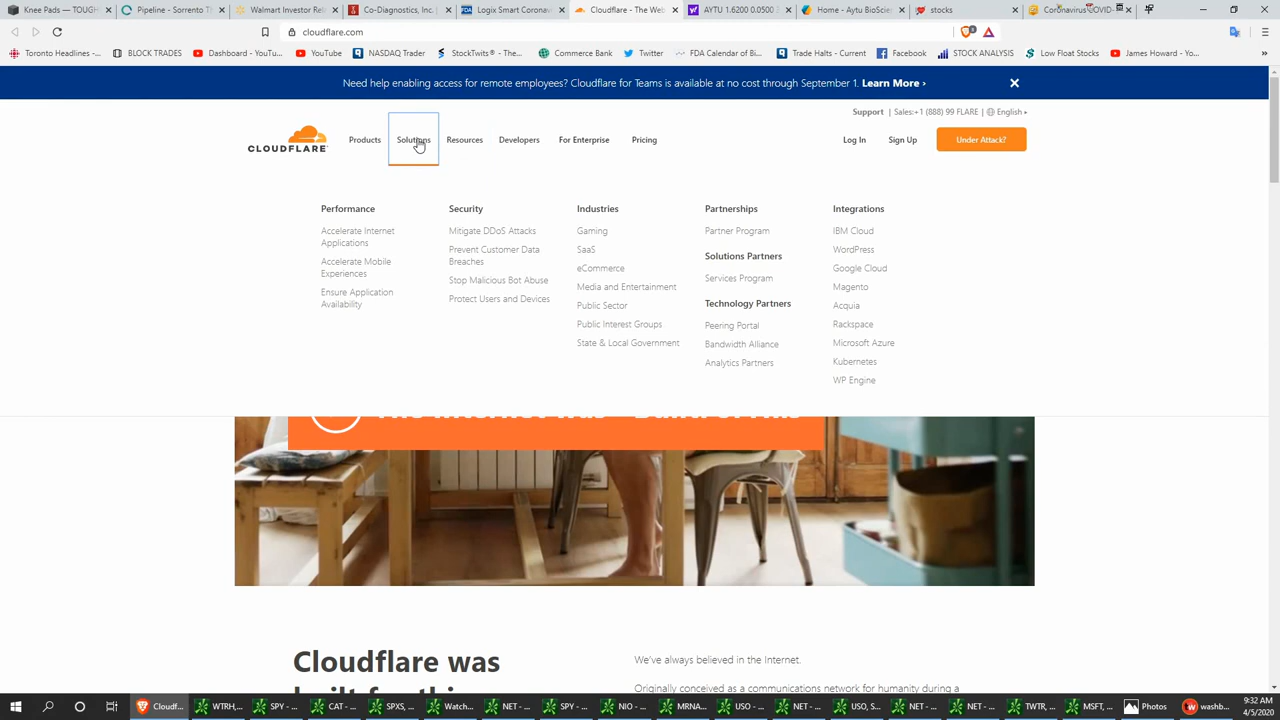 Knee Pads — TOUGH
Pipeline - Sorrento T
Walmart Investor Rela
Co-Diagnostics, Inc. :
Logix Smart Coronav
Cloudflare - The Web
AYTU 1.6200 0.0500 3
Home - Aytu BioScien
stocks
Coronavirus COVID-
cloudflare.com
Toronto Headlines -...
BLOCK TRADES
Dashboard - YouTu...
YouTube
NASDAQ Trader
StockTwits® - The...
Commerce Bank
Twitter
FDA Calendar of Bi...
Trade Halts - Current
Facebook
STOCK ANALYSIS
Low Float Stocks
James Howard - Yo...
Need help enabling access for remote employees? Cloudflare for Teams is available at no cost through September 1. Learn More ›
Support | Sales:+1 (888) 99 FLARE | English
CLOUDFLARE
Products
Solutions
Resources
Developers
For Enterprise
Pricing
Log In
Sign Up
Under Attack?
Performance
Accelerate Internet
Applications
Accelerate Mobile
Experiences
Ensure Application
Availability
Security
Mitigate DDoS Attacks
Prevent Customer Data
Breaches
Stop Malicious Bot Abuse
Protect Users and Devices
Industries
Gaming
SaaS
eCommerce
Media and Entertainment
Public Sector
Public Interest Groups
State & Local Government
Partnerships
Partner Program
Solutions Partners
Services Program
Technology Partners
Peering Portal
Bandwidth Alliance
Analytics Partners
Integrations
IBM Cloud
WordPress
Google Cloud
Magento
Acquia
Rackspace
Microsoft Azure
Kubernetes
WP Engine
Cloudflare was
built for this
We've always believed in the Internet.
Originally conceived as a communications network for humanity during a
Cloudf...
WTRH,...
SPY - ...
CAT - ...
SPXS, ...
Watch...
NET - ...
SPY - ...
NIO - ...
MRNA...
USO - ...
NET - ...
USO, S...
NET - ...
NET - ...
TWTR, ...
MSFT, ...
Photos
washb...
9:32 AM
4/5/2020